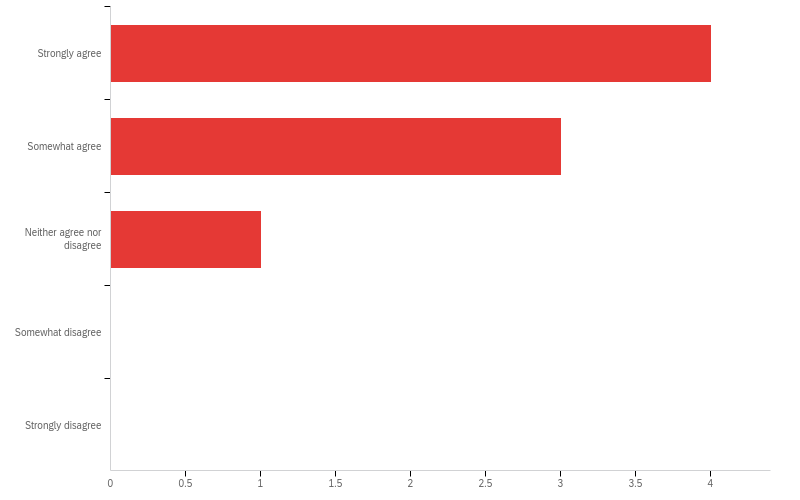 Strongly agree
Somewhat agree
Neither agree nor
disagree
Somewhat disagree
Strongly disagree
0 0.5 1 1.5 2 2.5 3 3.5 4